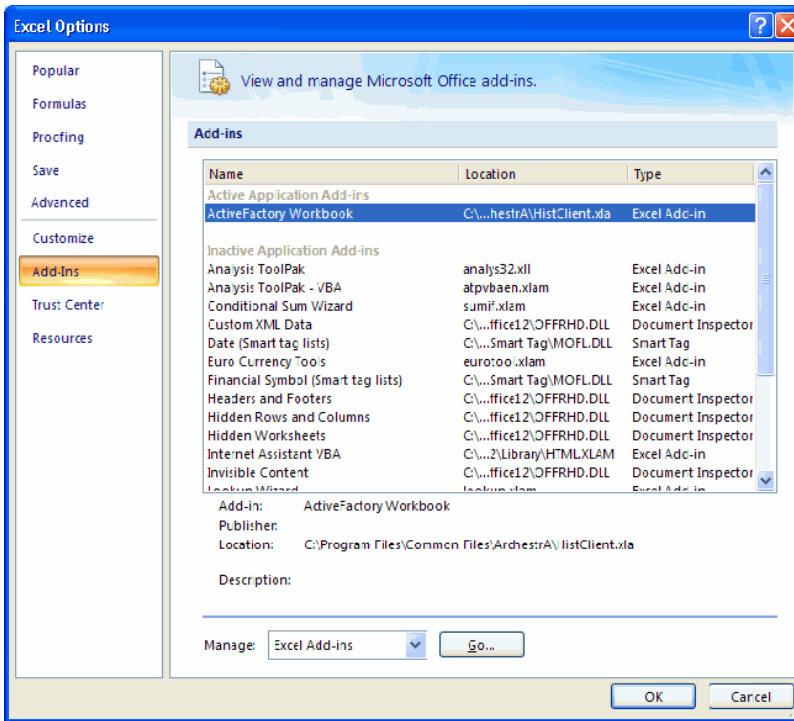 Excel Options
Popular
Formulas
Procfing
Save
Advanced
Customize
Add-Ins
Trust Center
Resources
View and manage Microsoft Office add-ins.
Add-ins
Name Location Type
Active Application Add-ins
ActiveFactory Workbook C:\...hestrA\HistClient.xla Excel Add-in
Inactive Application Add-ins
Analysis ToolPak analys32.xll Excel Add-in
Analysis ToolPak - VBA atpvbaen.xlam Excel Add-in
Conditional Sum Wizard sumif.xlam Excel Add-in
Custom XML Data C:\...ffice12\OFFRHD.DLL Document Inspector
Date (Smart tag lists) C:\...Smart Tag\MOFL.DLL Smart Tag
Euro Currency Tools eurotool.xlam Excel Add-in
Financial Symbol (Smart tag lists) C:\...Smart Tag\MOFL.DLL Smart Tag
Headers and Footers C:\...ffice12\OFFRHD.DLL Document Inspector
Hidden Rows and Columns C:\...ffice12\OFFRHD.DLL Document Inspector
Hidden Worksheets C:\...ffice12\OFFRHD.DLL Document Inspector
Internet Assistant VBA C:\...2\Library\HTML.XLAM Excel Add-in
Invisible Content C:\...ffice12\OFFRHD.DLL Document Inspector
Lookup Wizard lookup.xlam Excel Add-in
Add-in: ActiveFactory Workbook
Publisher:
Location: C:\Program Files\Common Files\ArchestrA\HistClient.xla
Description:
Manage: Excel Add-ins Go...
OK Cancel